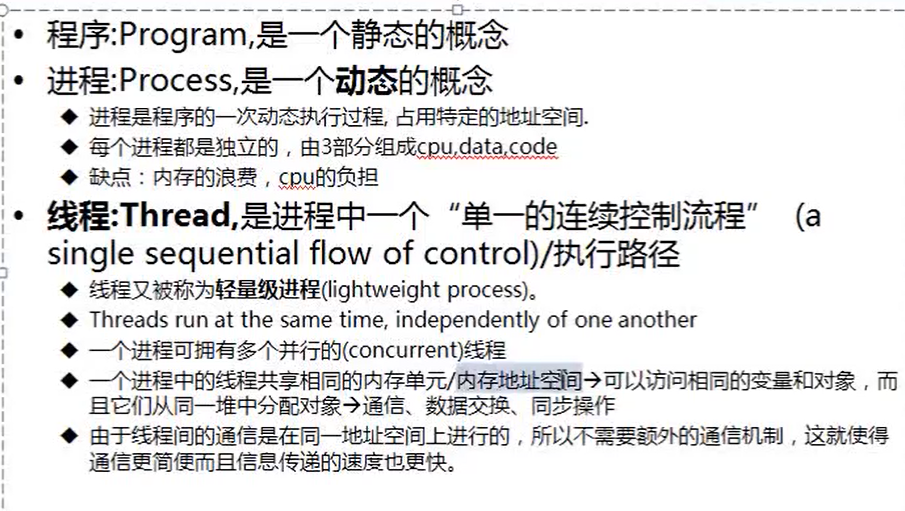 • 程序:Program,是一个静态的概念
• 进程:Process,是一个动态的概念
◆ 进程是程序的一次动态执行过程, 占用特定的地址空间.
◆ 每个进程都是独立的，由3部分组成cpu,data,code
◆ 缺点：内存的浪费，cpu的负担
• 线程:Thread,是进程中一个“单一的连续控制流程” (a
single sequential flow of control)/执行路径
◆ 线程又被称为轻量级进程(lightweight process)。
◆ Threads run at the same time, independently of one another
◆ 一个进程可拥有多个并行的(concurrent)线程
◆ 一个进程中的线程共享相同的内存单元/内存地址空间→可以访问相同的变量和对象，而
且它们从同一堆中分配对象→通信、数据交换、同步操作
◆ 由于线程间的通信是在同一地址空间上进行的，所以不需要额外的通信机制，这就使得
通信更简便而且信息传递的速度也更快。